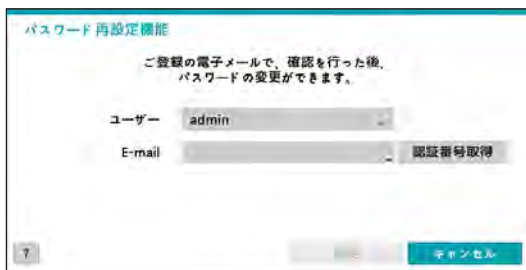 パスワード再設定機能
ご登録の電子メールで、確認を行った後、
パスワードの変更ができます。
ユーザー admin
E-mail 認証番号取得
? キャンセル